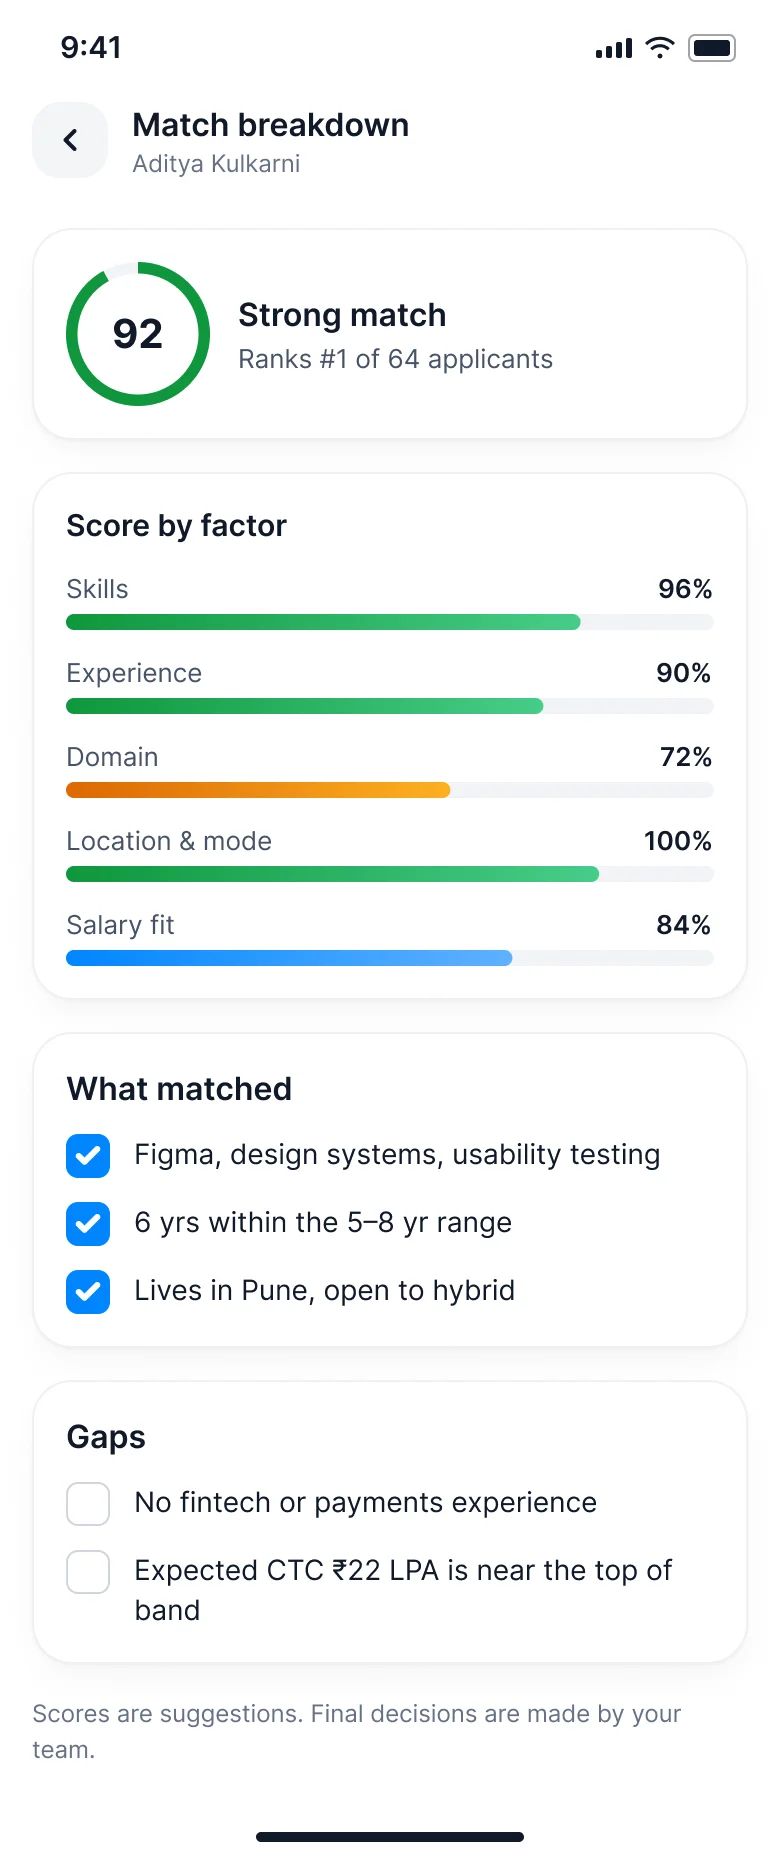 9:41
Match breakdown
Aditya Kulkarni
92
Strong match
Ranks #1 of 64 applicants
Score by factor
Skills 96%
Experience 90%
Domain 72%
Location & mode 100%
Salary fit 84%
What matched
Figma, design systems, usability testing
6 yrs within the 5–8 yr range
Lives in Pune, open to hybrid
Gaps
No fintech or payments experience
Expected CTC ₹22 LPA is near the top of
band
Scores are suggestions. Final decisions are made by your
team.